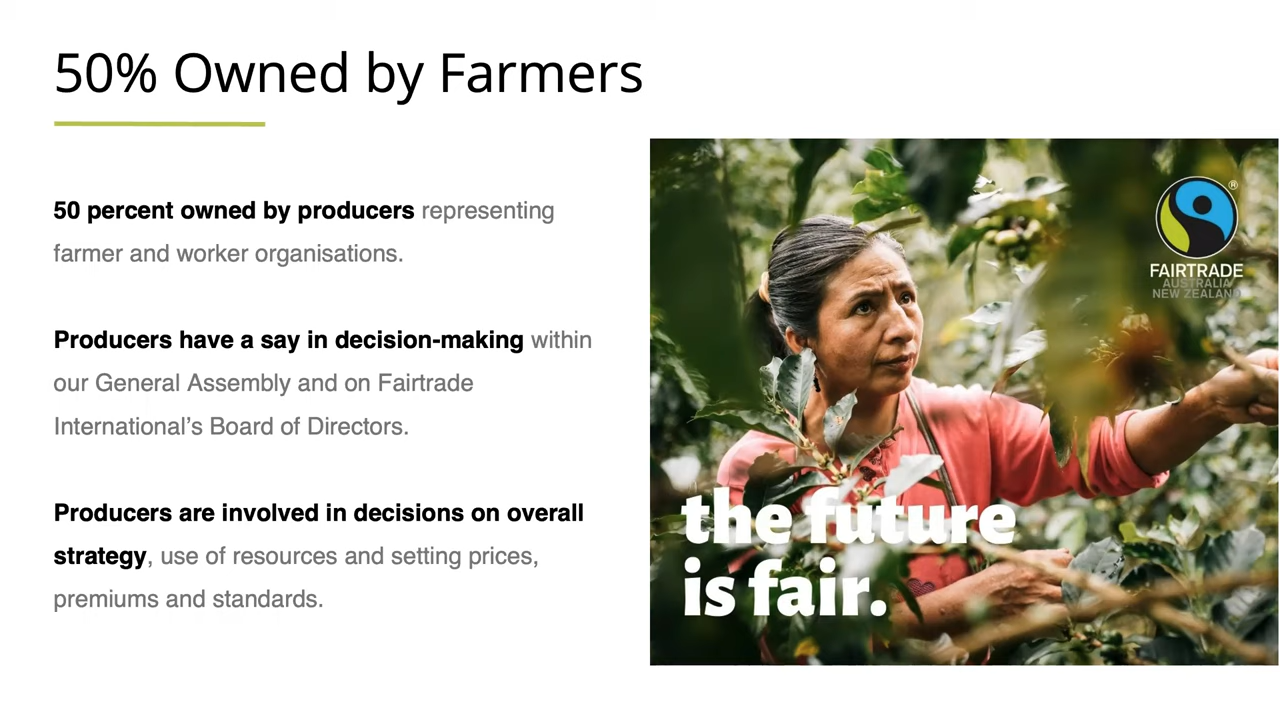 50% Owned by Farmers
50 percent owned by producers representing
farmer and worker organisations.
Producers have a say in decision-making within
our General Assembly and on Fairtrade
International’s Board of Directors.
Producers are involved in decisions on overall
strategy, use of resources and setting prices,
premiums and standards.
®
FAIRTRADE
AUSTRALIA
NEW ZEALAND
the future
is fair.